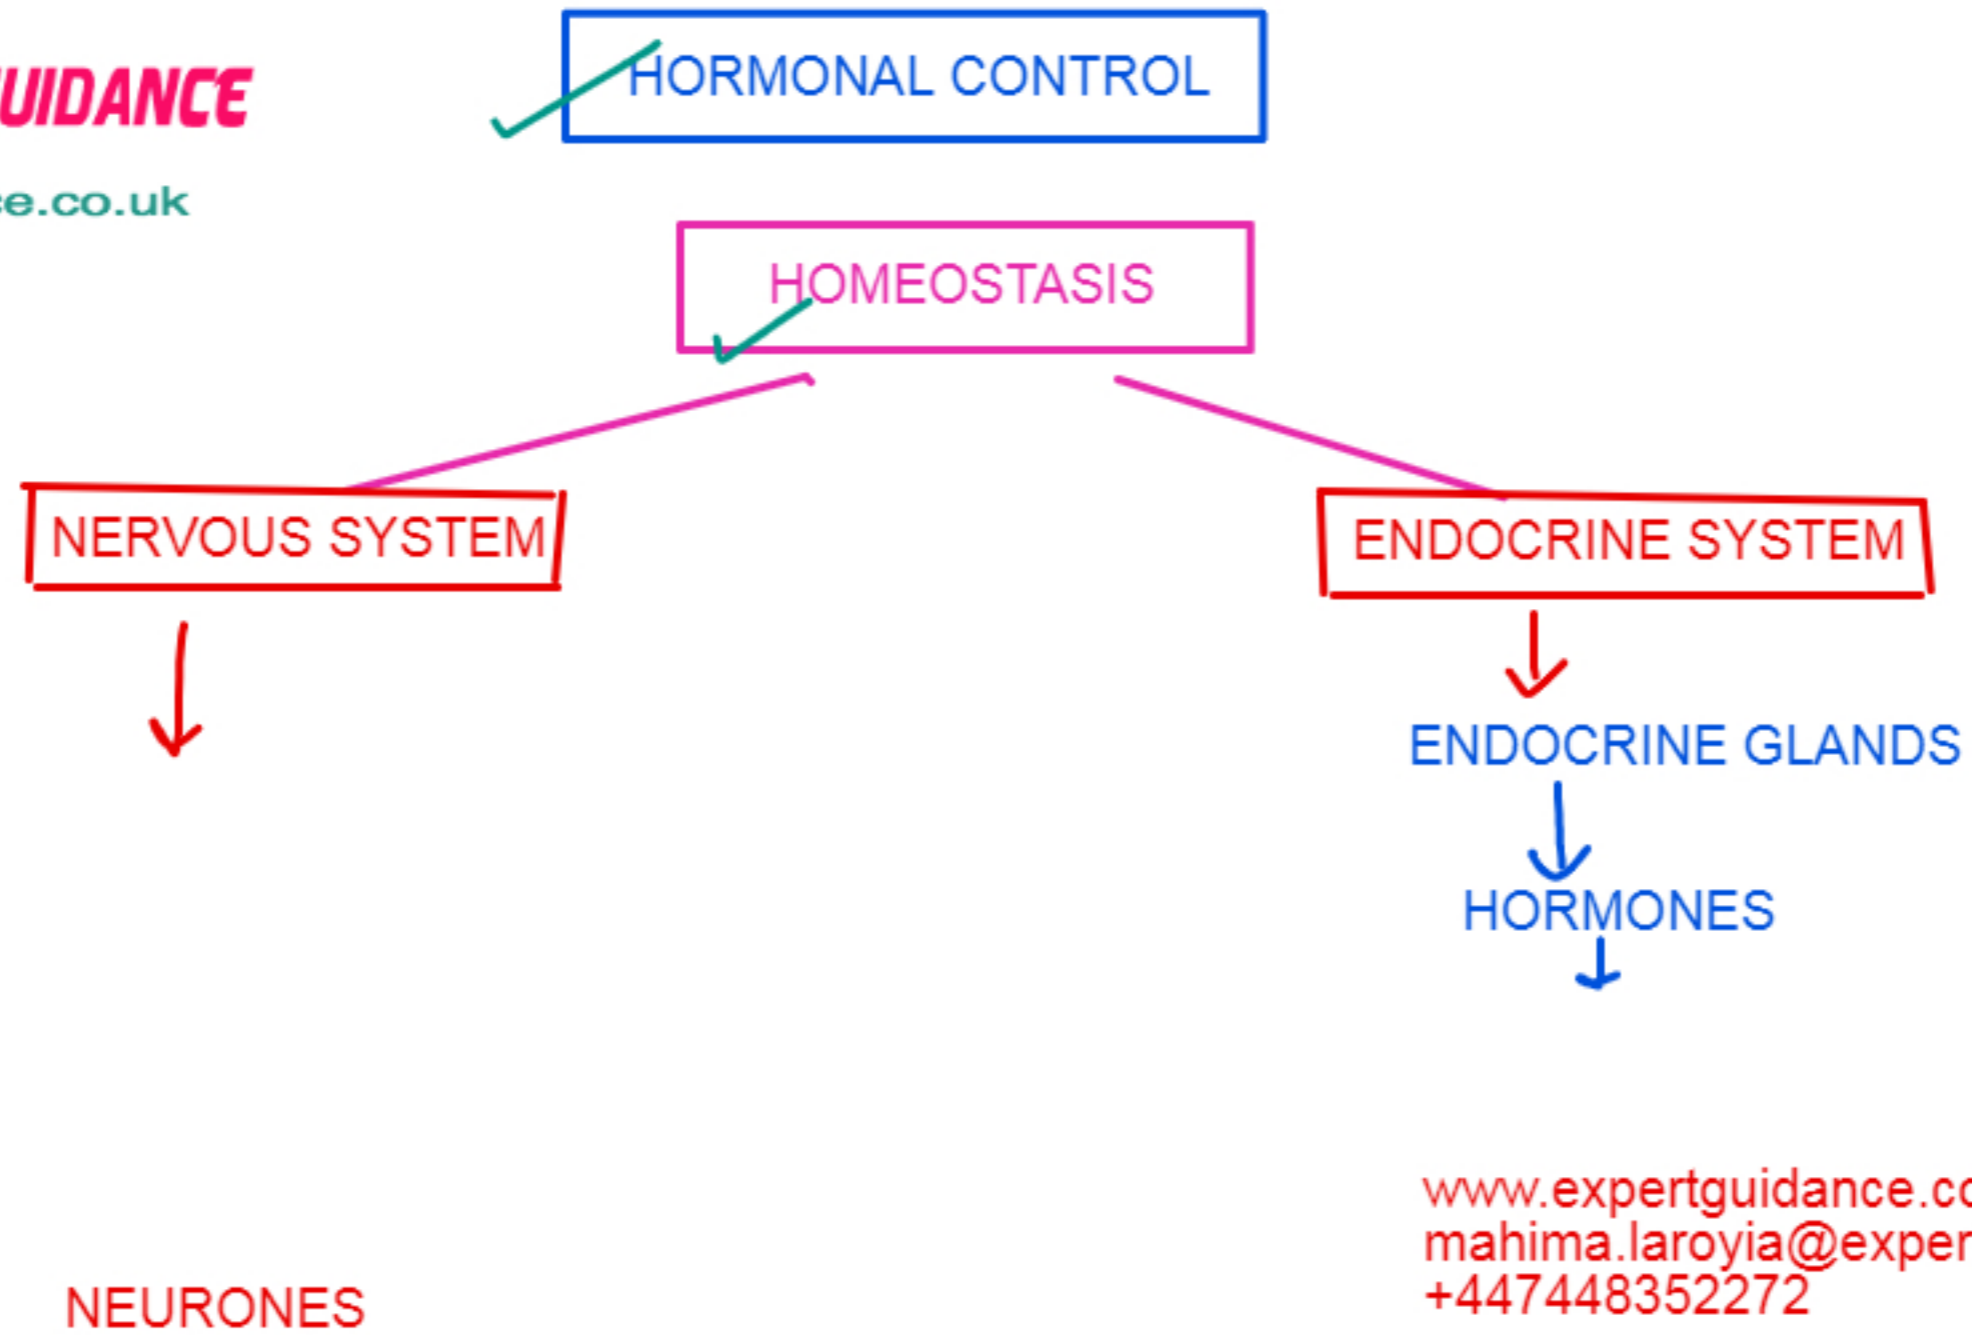 HORMONAL CONTROL
UIDANCE
ce.co.uk
HOMEOSTASIS
NERVOUS SYSTEM
ENDOCRINE SYSTEM
ENDOCRINE GLANDS
HORMONES
www.expertguidance.co
mahima.laroyia@exper
+447448352272
NEURONES